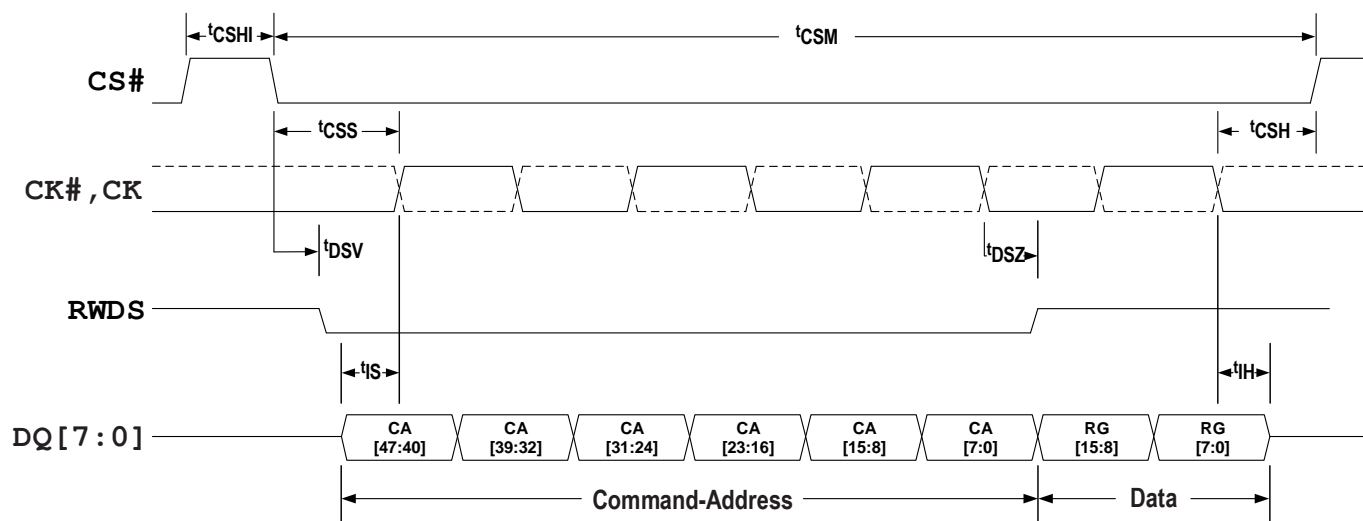 tCSHI
tCSM
CS#
tCSS
tCSH
CK#,CK
tDSV
tDSZ
RWDS
tIS
tIH
DQ[7:0]
CA
[47:40]
CA
[39:32]
CA
[31:24]
CA
[23:16]
CA
[15:8]
CA
[7:0]
RG
[15:8]
RG
[7:0]
Command-Address
Data